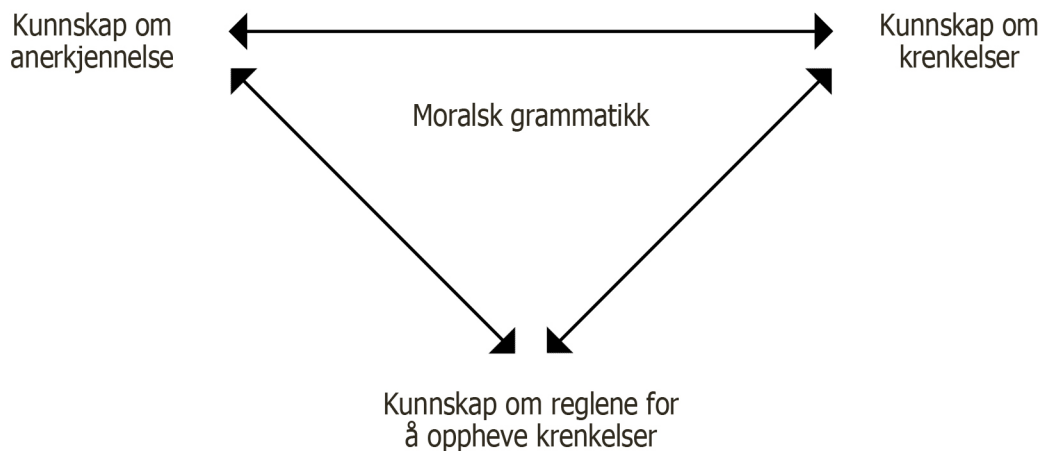 Kunnskap om
anerkjennelse
Kunnskap om
krenkelser
Moralsk grammatikk
Kunnskap om reglene for
å oppheve krenkelser